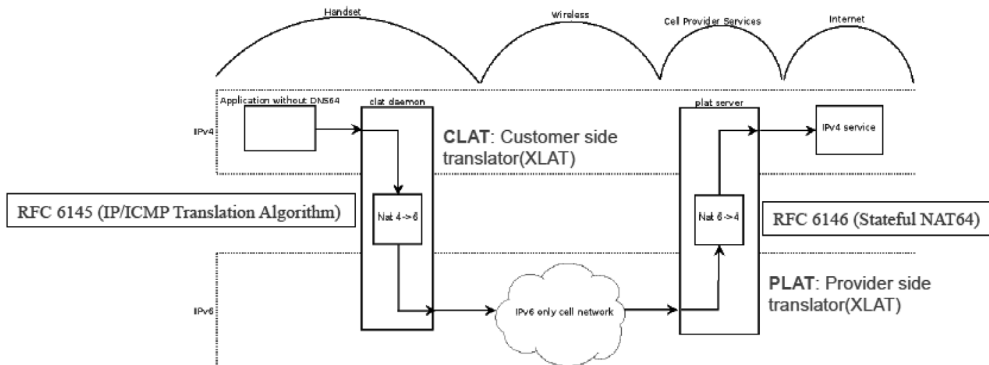 Handset
Wireless
Cell Provider Services
Internet
Application without DNS64
clat daemon
plat server
IPv4
IPv4 service
CLAT: Customer side
translator(XLAT)
RFC 6145 (IP/ICMP Translation Algorithm)
Nat 4->6
Nat 6->4
RFC 6146 (Stateful NAT64)
PLAT: Provider side
translator(XLAT)
IPv6
IPv6 only cell network